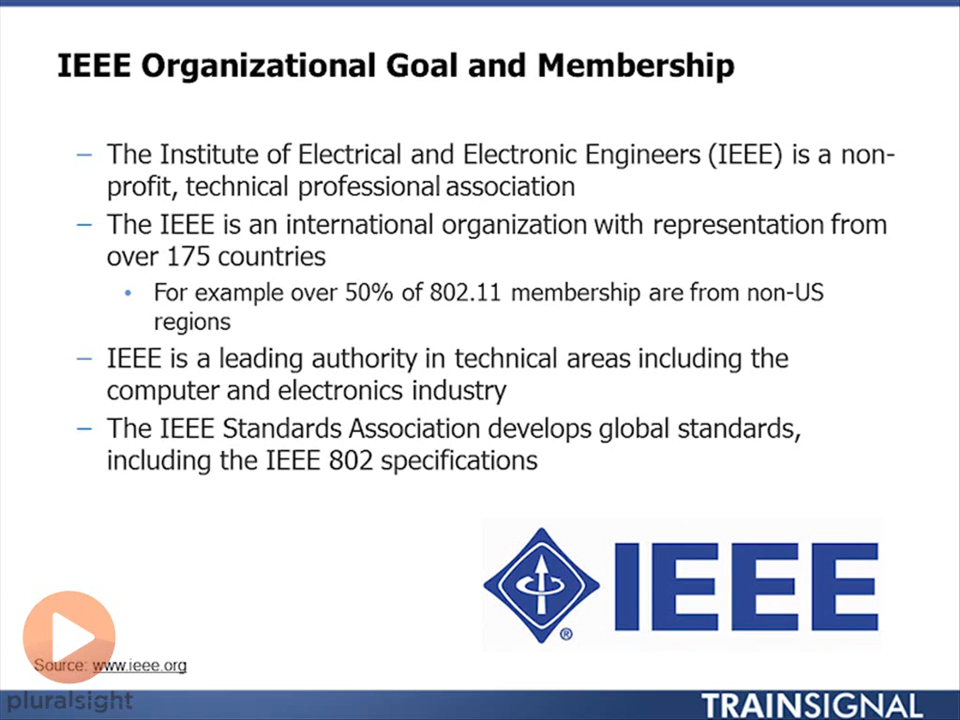 IEEE Organizational Goal and Membership
– The Institute of Electrical and Electronic Engineers (IEEE) is a non-
profit, technical professional association
– The IEEE is an international organization with representation from
over 175 countries
• For example over 50% of 802.11 membership are from non-US
regions
– IEEE is a leading authority in technical areas including the
computer and electronics industry
– The IEEE Standards Association develops global standards,
including the IEEE 802 specifications
IEEE
®
Source: www.ieee.org
pluralsight
TRAINSIGNAL